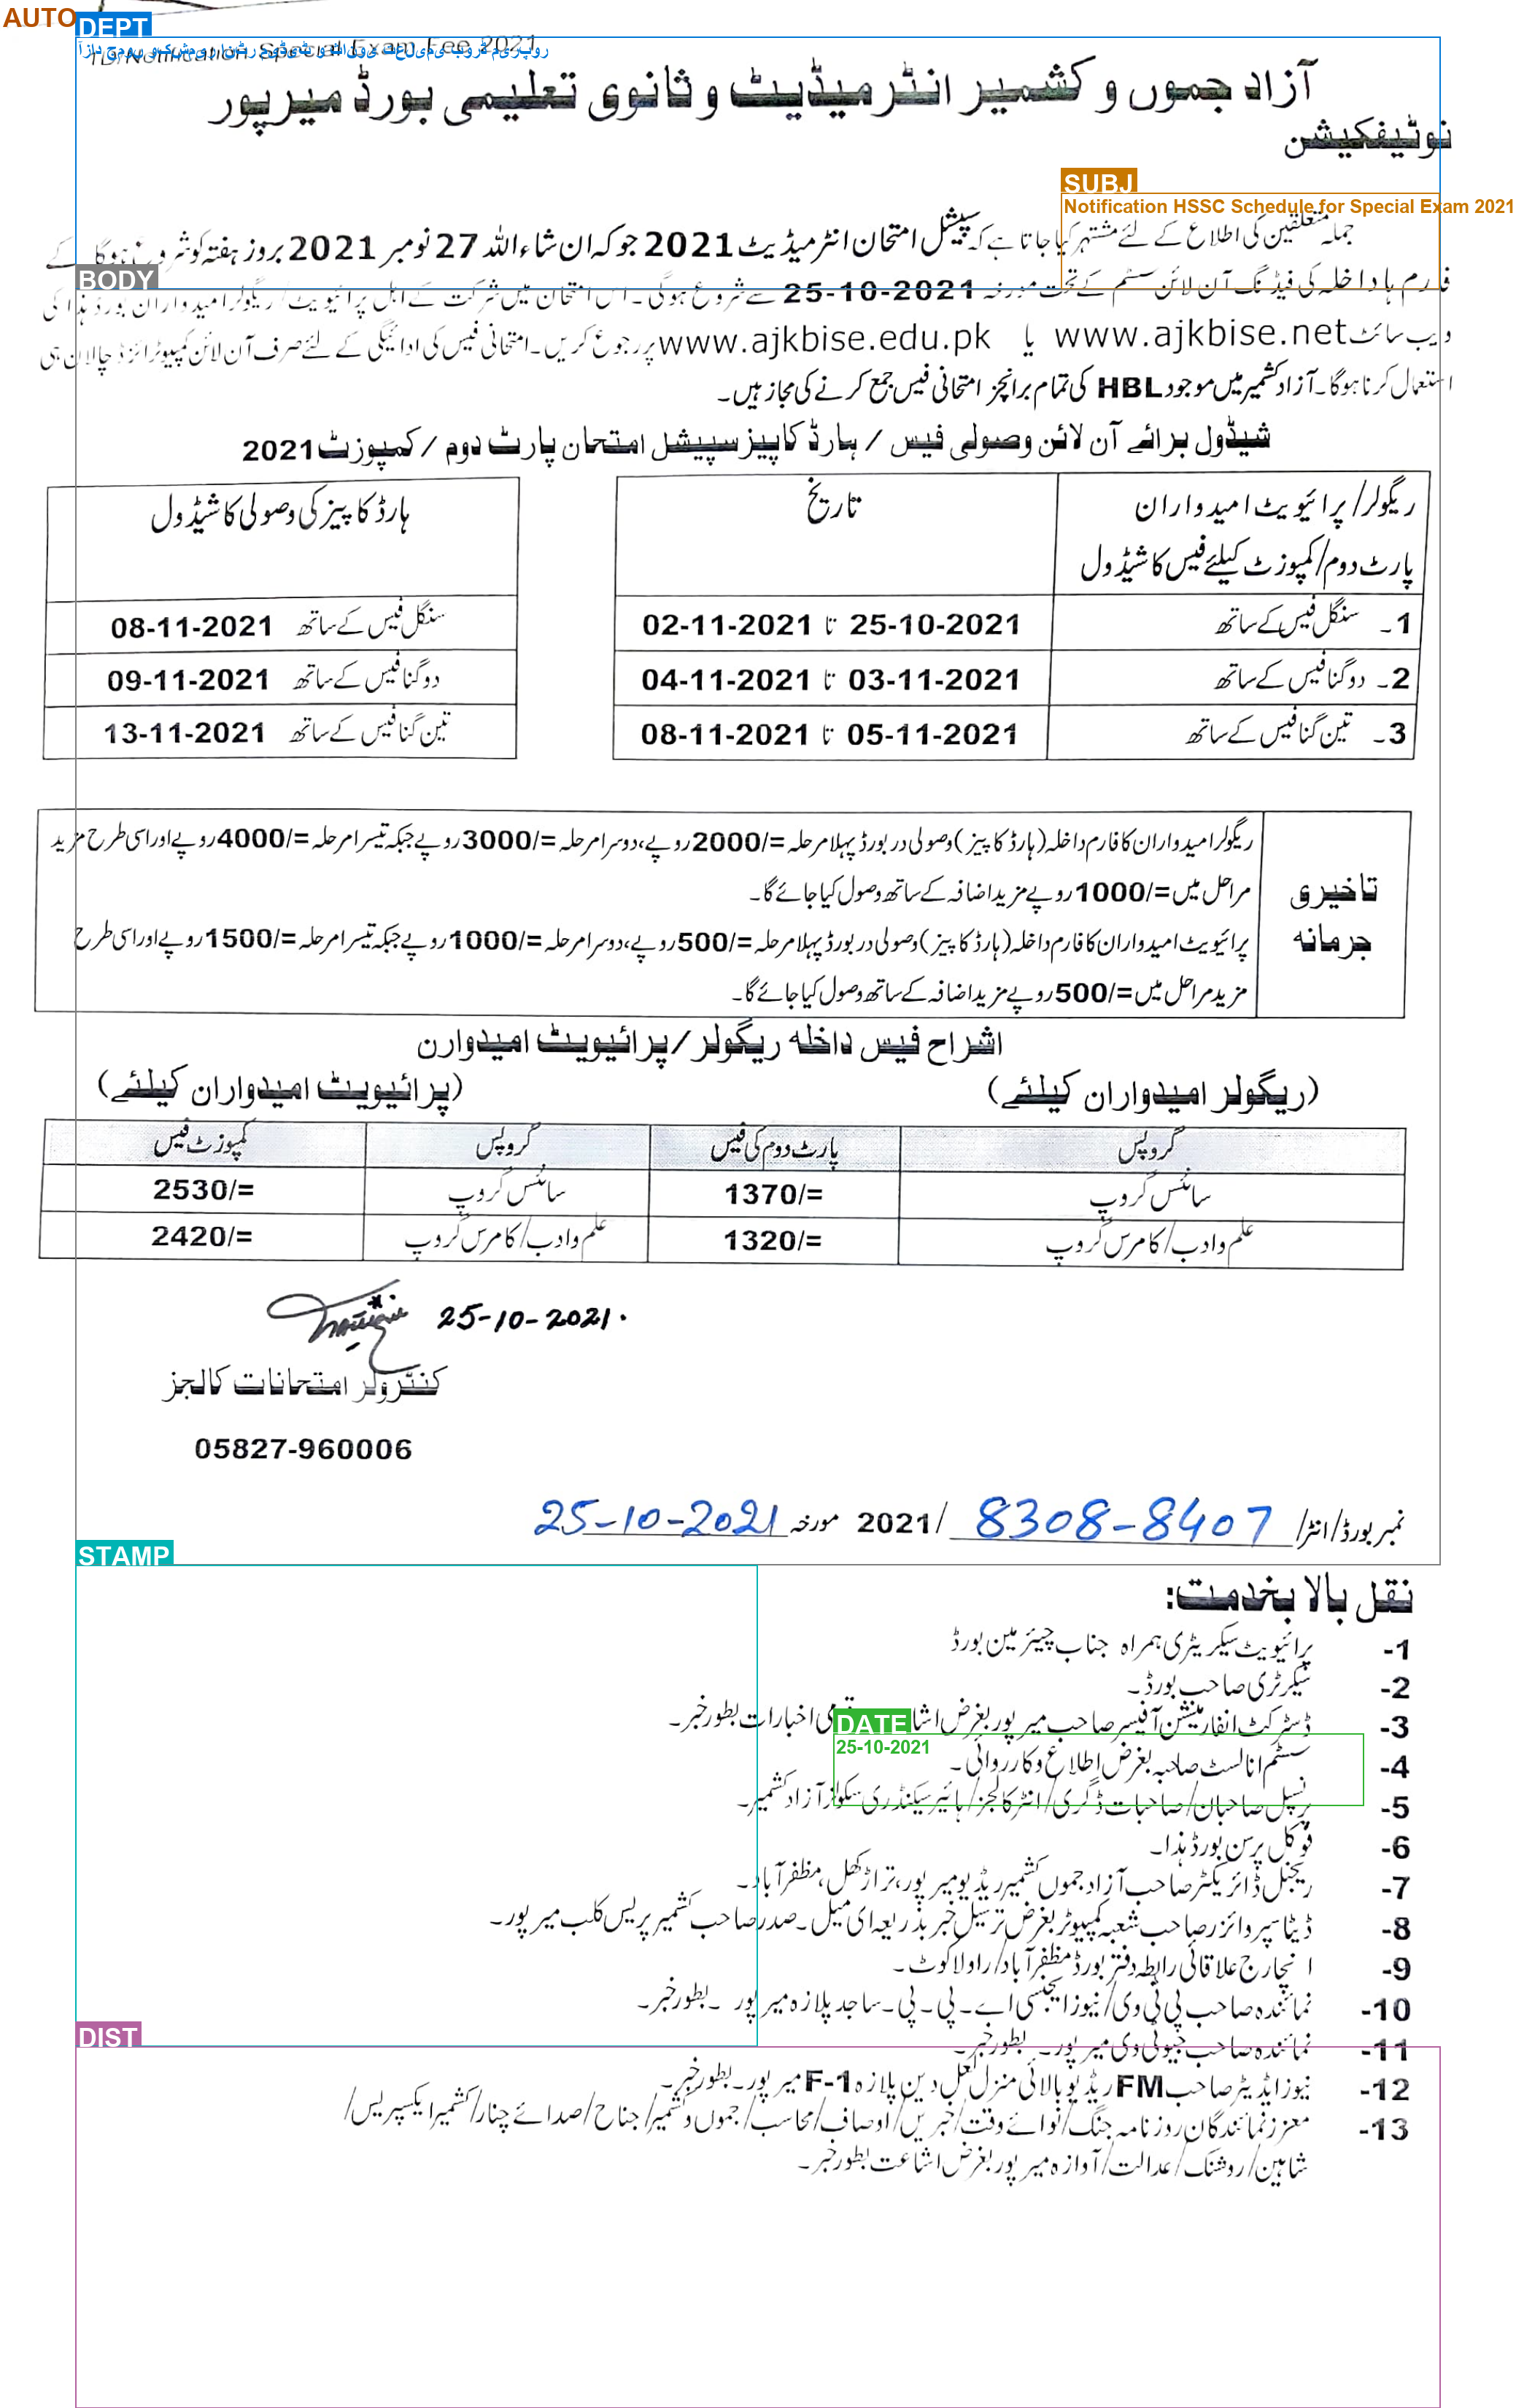 AUTO
DEPT
Notification Special Exam Fee 2021
آزاد جموں و کشمیر انٹرمیڈیٹ و ثانوی تعلیمی بورڈ میرپور
نوٹیفکیشن
SUBJ
Notification HSSC Schedule for Special Exam 2021
جملہ متعلقین کی اطلاع کے لئے مشتہر کیا جاتا ہے کہ سپیشل امتحان انٹرمیڈیٹ 2021 جو کہ ان شاءاللہ 27 نومبر 2021 بروز ہفتہ کو شروع ہوگا۔ کے
BODY
فارم ہا داخلہ کی فیڈنگ آن لائن سسٹم کے تحت مورخہ 25-10-2021 سے شروع ہوگی۔ اس امتحان میں شرکت کے اہل پرائیویٹ/ریگولر امیدواران بورڈ ہذا کی
ویب سائٹ www.ajkbise.net یا www.ajkbise.edu.pk پر رجوع کریں۔ امتحانی فیس کی ادائیگی کے لئے صرف آن لائن کمپیوٹرائزڈ چالان ہی
استعمال کرنا ہوگا۔ آزاد کشمیر میں موجود HBL کی تمام برانچز امتحانی فیس جمع کرنے کی مجاز ہیں۔
شیڈول برائے آن لائن وصولی فیس / ہارڈ کاپیز سپیشل امتحان پارٹ دوم / کمپوزٹ 2021
ریگولر/پرائیویٹ امیدواران تاریخ ہارڈ کاپیز کی وصولی کا شیڈول
پارٹ دوم/کمپوزٹ کیلئے فیس کا شیڈول
1۔ سنگل فیس کے ساتھ 25-10-2021 تا 02-11-2021 سنگل فیس کے ساتھ 08-11-2021
2۔ دوگنا فیس کے ساتھ 03-11-2021 تا 04-11-2021 دوگنا فیس کے ساتھ 09-11-2021
3۔ تین گنا فیس کے ساتھ 05-11-2021 تا 08-11-2021 تین گنا فیس کے ساتھ 13-11-2021
تاخیری جرمانہ
ریگولر امیدواران کا فارم داخلہ (ہارڈ کاپیز) وصولی در بورڈ پہلا مرحلہ =/2000 روپے، دوسرا مرحلہ =/3000 روپے جبکہ تیسرا مرحلہ =/4000 روپے اور اسی طرح مزید
مراحل میں =/1000 روپے مزید اضافہ کے ساتھ وصول کیا جائے گا۔
پرائیویٹ امیدواران کا فارم داخلہ (ہارڈ کاپیز) وصولی در بورڈ پہلا مرحلہ =/500 روپے، دوسرا مرحلہ =/1000 روپے جبکہ تیسرا مرحلہ =/1500 روپے اور اسی طرح
مزید مراحل میں =/500 روپے مزید اضافہ کے ساتھ وصول کیا جائے گا۔
اشراح فیس داخلہ ریگولر/پرائیویٹ امیدوارن
(ریگولر امیدواران کیلئے) (پرائیویٹ امیدواران کیلئے)
گروپس پارٹ دوم کی فیس گروپس کمپوزٹ فیس
سائنس گروپ 1370/= سائنس گروپ 2530/=
علم و ادب/کامرس گروپ 1320/= علم و ادب/کامرس گروپ 2420/=
25-10-2021.
کنٹرولر امتحانات کالجز
05827-960006
نمبر بورڈ/انٹر/ 8308-8407 /2021 مورخہ 25-10-2021
STAMP
نقل بالا بخدمت:
1- پرائیویٹ سیکریٹری ہمراہ جناب چیئرمین بورڈ
2- سیکرٹری صاحب بورڈ۔
3- ڈسٹرکٹ انفارمیشن آفیسر صاحب میرپور بغرض اخبارات بطور خبر۔
DATE
25-10-2021
4- سسٹم انالسٹ صاحبہ بغرض اطلاع و کارروائی۔
5- پرنسپل صاحبان/صاحبات ڈگری/انٹر کالجز/ہائیر سیکنڈری سکولز آزاد کشمیر۔
6- فوکل پرسن بورڈ ہذا۔
7- ریجنل ڈائریکٹر صاحب آزاد جموں کشمیر ریڈیو میرپور، تراڑکھل، مظفرآباد۔
8- ڈیٹا سپروائزر صاحب شعبہ کمپیوٹر بغرض ترسیل خبر بذریعہ ای میل۔ صدر صاحب کشمیر پریس کلب میرپور۔
9- انچارج علاقائی رابطہ دفتر بورڈ مظفرآباد/راولاکوٹ۔
10- نمائندہ صاحب پی ٹی وی/نیوز ایجنسی اے۔پی۔پی۔ساجد پلازہ میرپور۔ بطور خبر۔
DIST
11- نمائندہ صاحب جیو ٹی وی میرپور۔ بطور خبر۔
12- نیوز ایڈیٹر صاحب FM ریڈیو بالائی منزل لعل دین پلازہ F-1 میرپور۔ بطور خبر۔
13- معزز نمائندگان روزنامہ جنگ/نوائے وقت/خبریں/اوصاف/محاسب/جموں و کشمیر/جناح/صدائے چنار/کشمیر ایکسپریس/
شاہین/روشنک/عدالت/آوازہ میرپور بغرض اشاعت بطور خبر۔